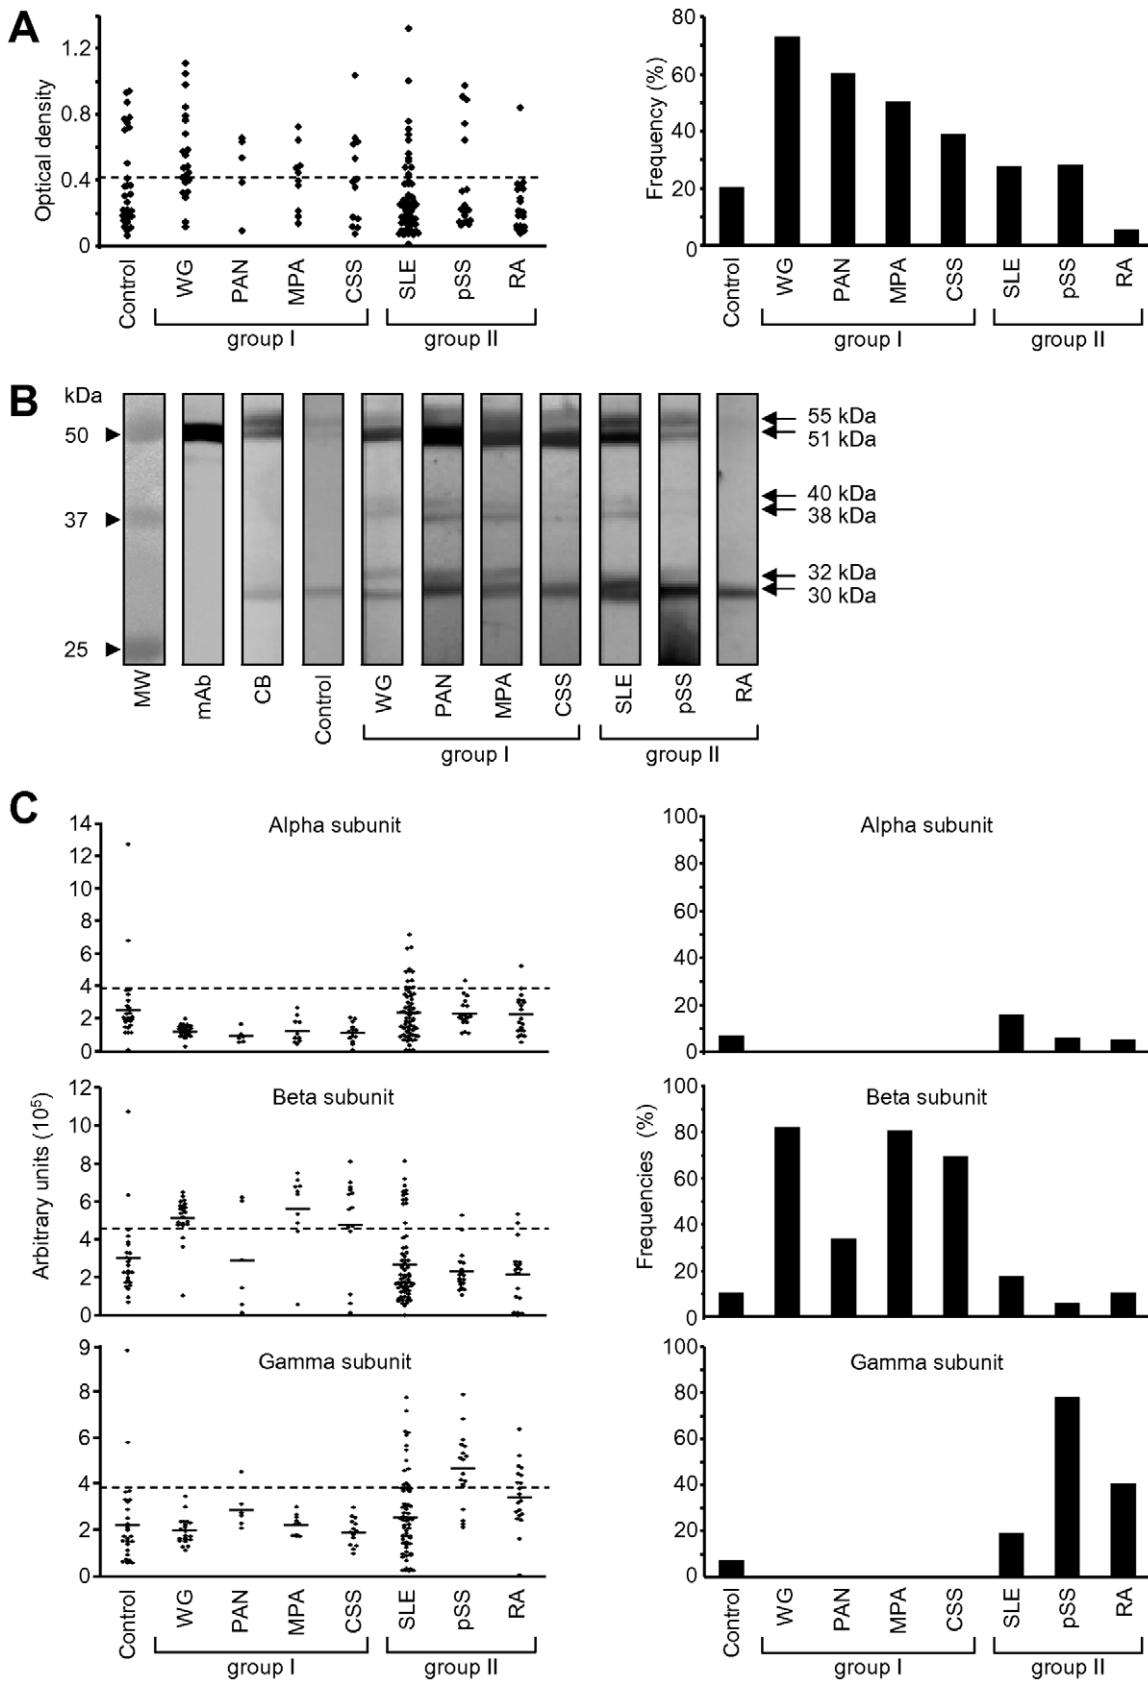 A
Optical density
1.2
0.8
0.4
0
Control
WG
PAN
MPA
CSS
SLE
pSS
RA
group I
group II
Frequency (%)
80
60
40
20
0
Control
WG
PAN
MPA
CSS
SLE
pSS
RA
group I
group II
B
kDa
50
37
25
55 kDa
51 kDa
40 kDa
38 kDa
32 kDa
30 kDa
MW
mAb
CB
Control
WG
PAN
MPA
CSS
SLE
pSS
RA
group I
group II
C
Arbitrary units (10⁵)
Alpha subunit
14
12
10
8
6
4
2
0
Beta subunit
12
10
8
6
4
2
0
Gamma subunit
9
8
6
4
2
0
Control
WG
PAN
MPA
CSS
SLE
pSS
RA
group I
group II
Frequencies (%)
Alpha subunit
100
80
60
40
20
0
Beta subunit
100
80
60
40
20
0
Gamma subunit
100
80
60
40
20
0
Control
WG
PAN
MPA
CSS
SLE
pSS
RA
group I
group II